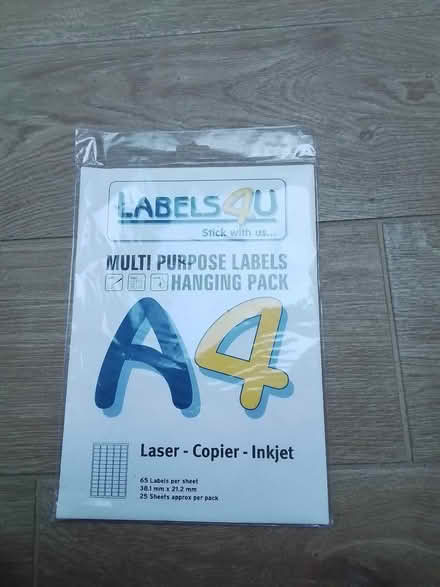 LABELS4U
Stick with us...
MULTI PURPOSE LABELS
HANGING PACK
A4
Laser - Copier - Inkjet
65 Labels per sheet
38.1 mm x 21.2 mm
25 Sheets approx per pack